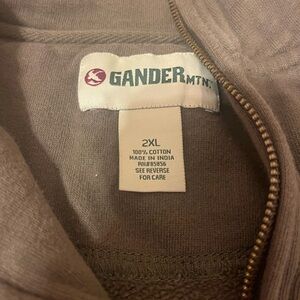 GANDER MTN.
2XL
100% COTTON
MADE IN INDIA
RN#85856
SEE REVERSE
FOR CARE